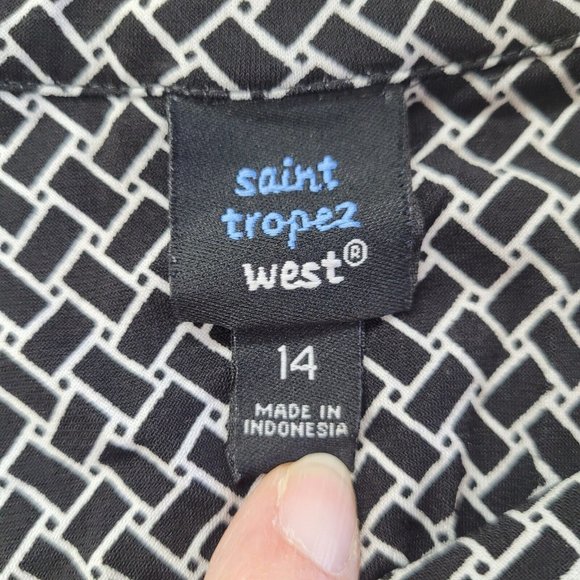 saint
tropez
west®
14
MADE IN
INDONESIA